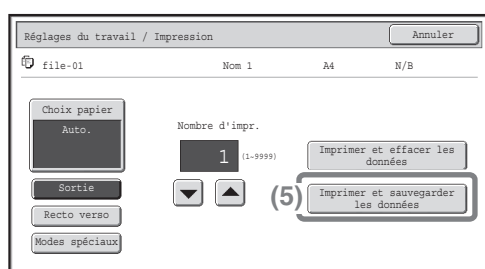 Réglages du travail / Impression
Annuler
file-01 Nom 1 A4 N/B
Choix papier
Auto.
Sortie
Recto verso
Modes spéciaux
Nombre d'impr.
1 (1-9999)
Imprimer et effacer les
données
(5)
Imprimer et sauvegarder
les données